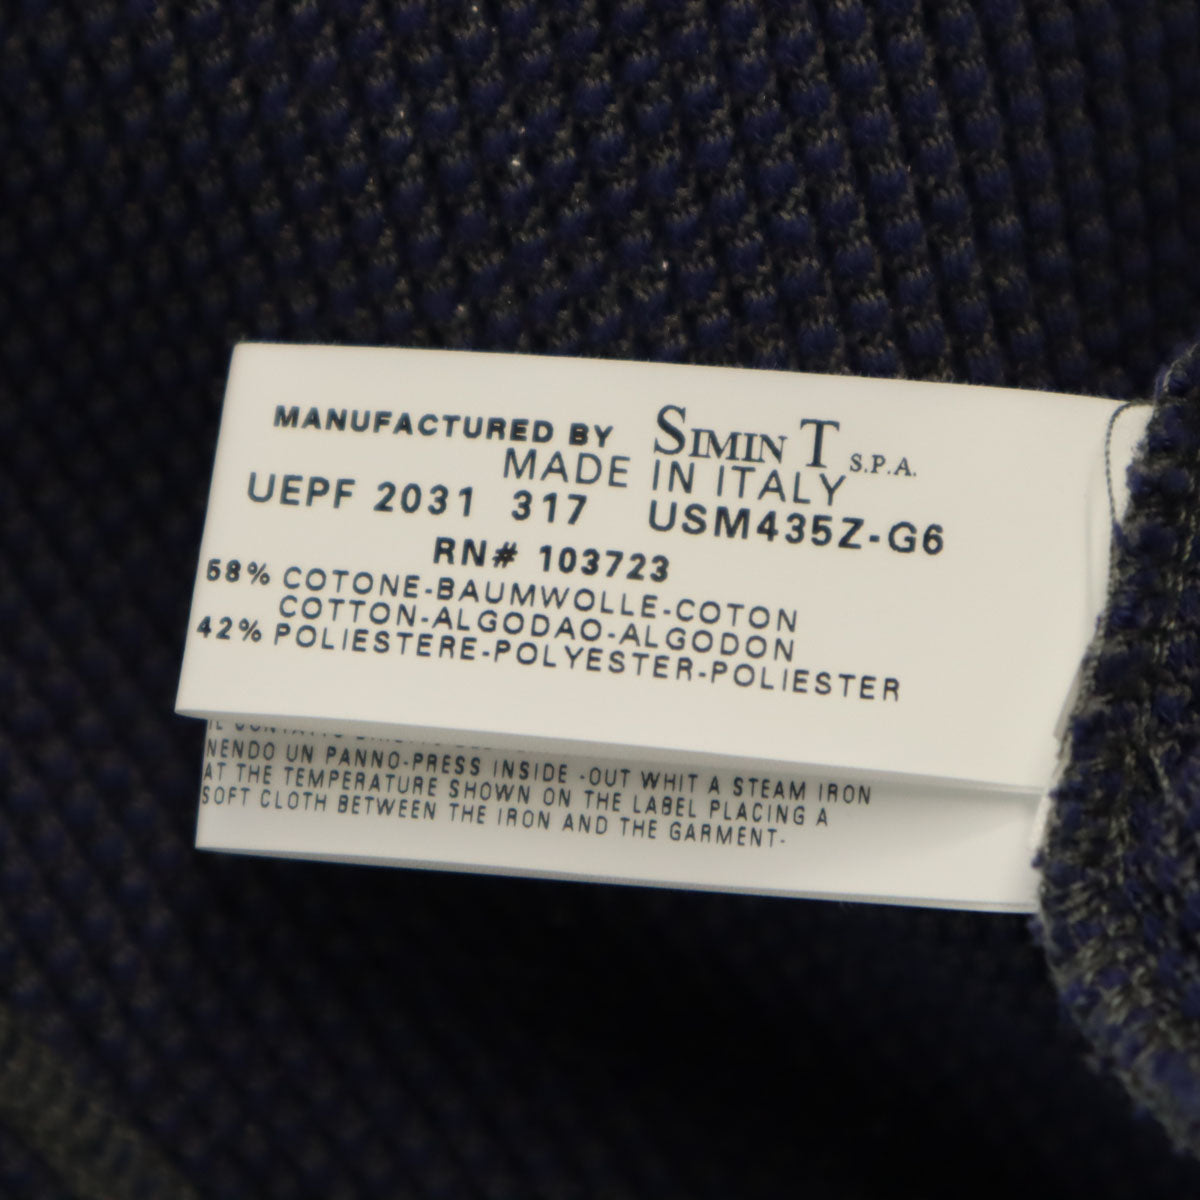 MANUFACTURED BY SIMIN T S.P.A.
MADE IN ITALY
UEPF 2031 317 USM435Z-G6
RN# 103723
58% COTONE-BAUMWOLLE-COTON
COTTON-ALGODAO-ALGODON
42% POLIESTERE-POLYESTER-POLIESTER
NENDO UN PANNO-PRESS INSIDE -OUT WHIT A STEAM IRON
AT THE TEMPERATURE SHOWN ON THE LABEL PLACING A
SOFT CLOTH BETWEEN THE IRON AND THE GARMENT-